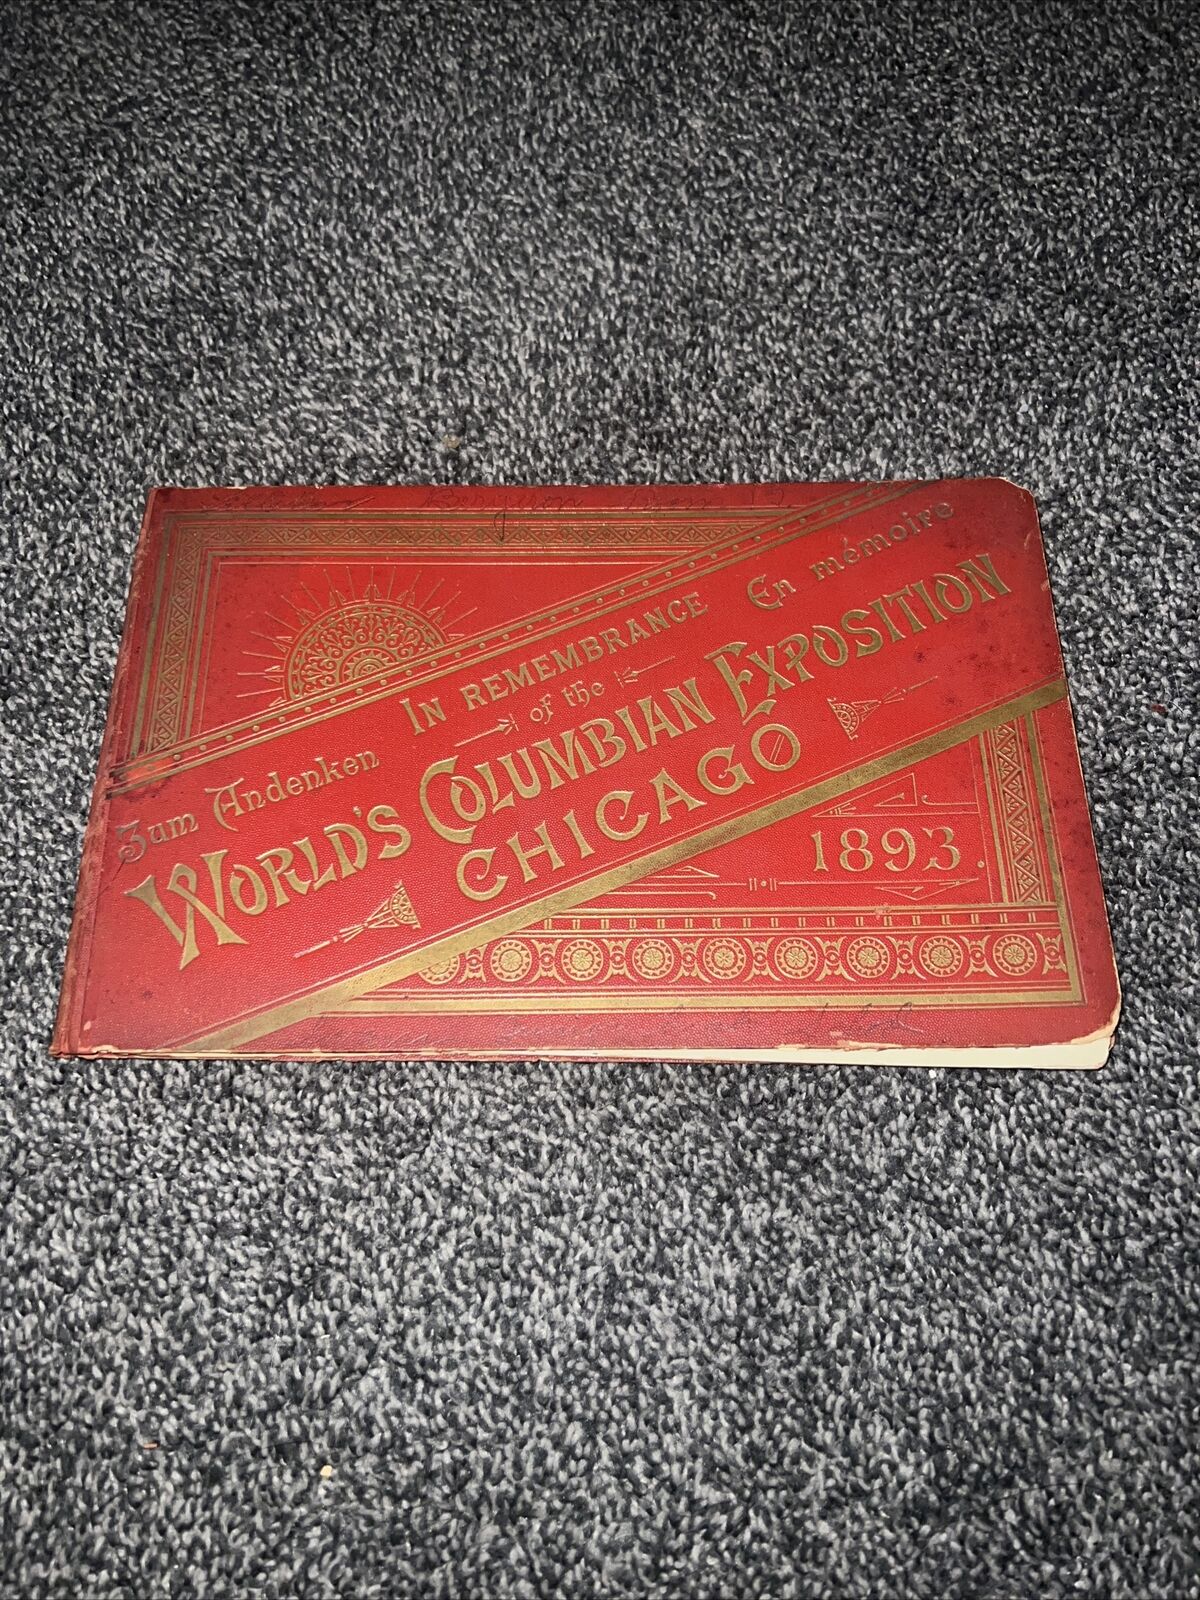 Zum Andenken
IN REMEMBRANCE
En mémoire
of the
WORLD'S COLUMBIAN EXPOSITION
CHICAGO
1893.